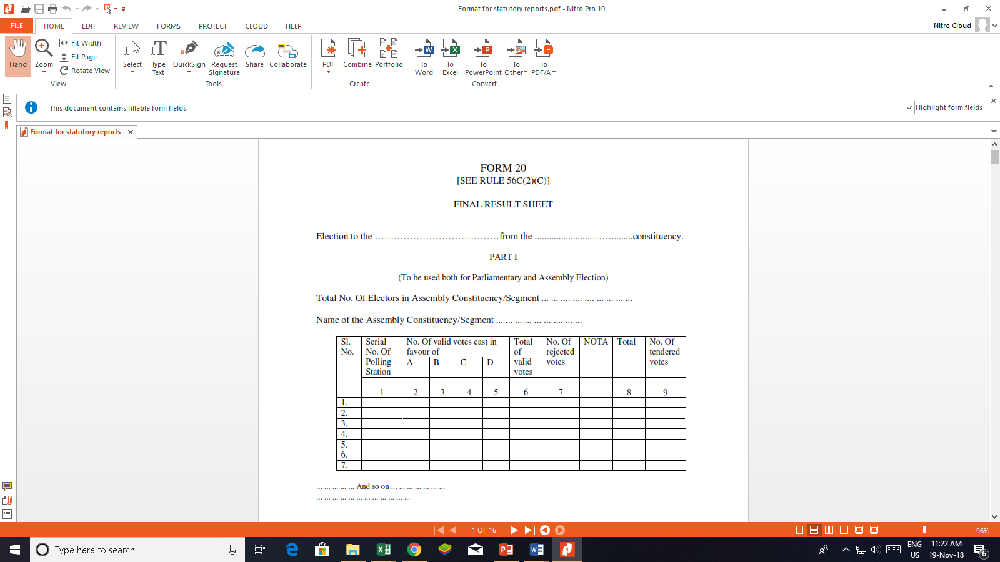 Format for statutory reports.pdf - Nitro Pro 10
FILE HOME EDIT REVIEW FORMS PROTECT CLOUD HELP
Nitro Cloud
Hand
Zoom
Fit Width
Fit Page
Rotate View
View
Select
Type Text
QuickSign
Request Signature
Share
Collaborate
Tools
PDF
Combine
Portfolio
Create
To Word
To Excel
To PowerPoint
To Other
To PDF/A
Convert
This document contains fillable form fields.
Highlight form fields
Format for statutory reports
FORM 20
[SEE RULE 56C(2)(C)]
FINAL RESULT SHEET
Election to the …………………………………from the ........................……..........constituency.
PART I
(To be used both for Parliamentary and Assembly Election)
Total No. Of Electors in Assembly Constituency/Segment ... ... .... .... .... ... ... ... ...
Name of the Assembly Constituency/Segment ... ... ... ... ... ... .... ... ...
Sl. No.
Serial No. Of Polling Station
No. Of valid votes cast in favour of
A B C D
Total of valid votes
No. Of rejected votes
NOTA
Total
No. Of tendered votes
1 2 3 4 5 6 7 8 9
1.
2.
3.
4.
5.
6.
7.
... ... ... ... ... And so on ... ... ... ... ... ... ...
... ... ... ... ... ... ... ... ... ... ... ...
1 OF 16
96%
Type here to search
ENG
US
11:22 AM
19-Nov-18
6